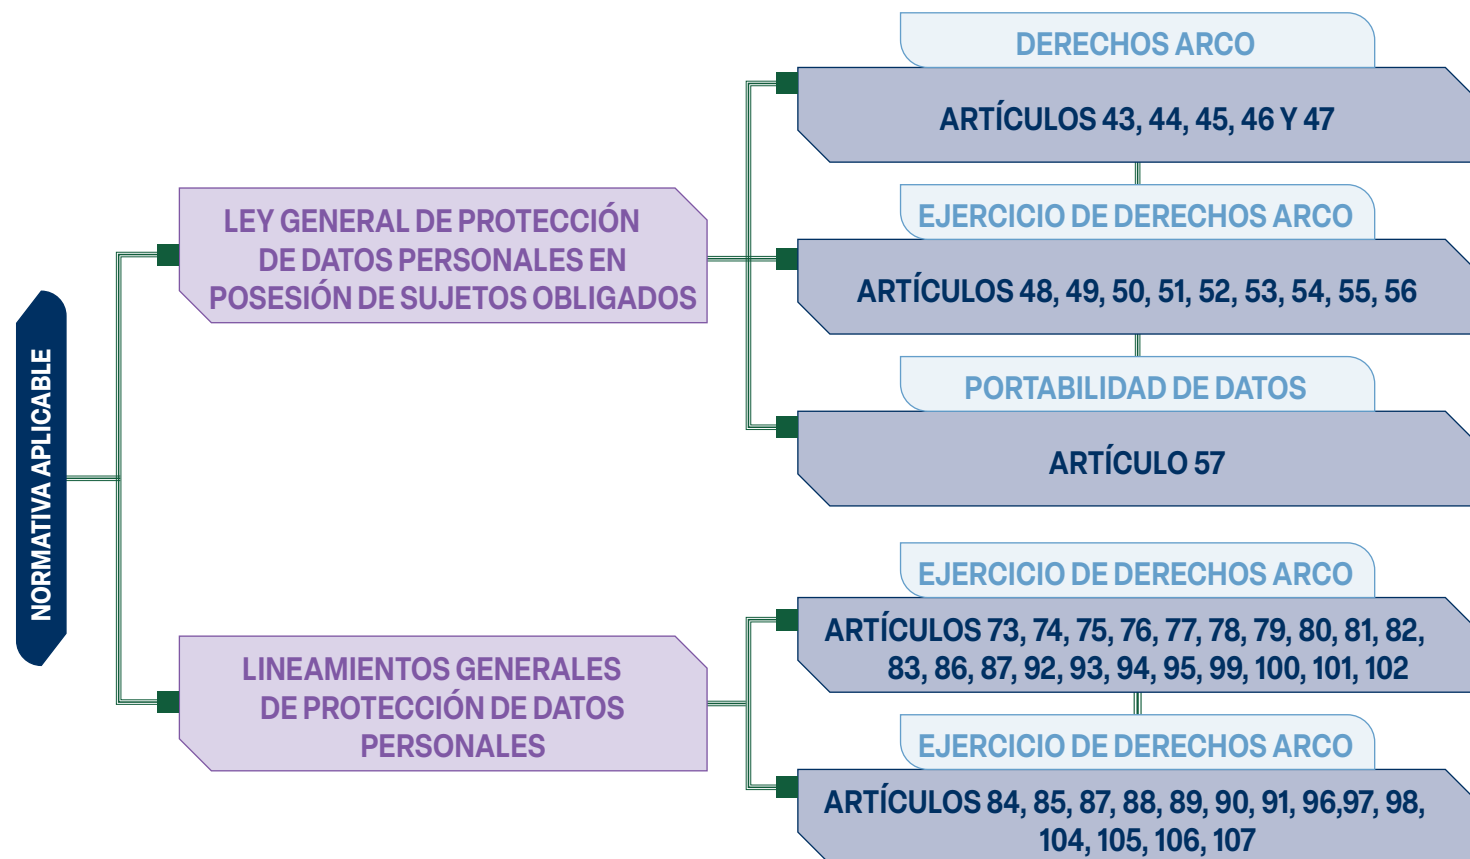 NORMATIVA APLICABLE
LEY GENERAL DE PROTECCIÓN
DE DATOS PERSONALES EN
POSESIÓN DE SUJETOS OBLIGADOS
DERECHOS ARCO
ARTÍCULOS 43, 44, 45, 46 Y 47
EJERCICIO DE DERECHOS ARCO
ARTÍCULOS 48, 49, 50, 51, 52, 53, 54, 55, 56
PORTABILIDAD DE DATOS
ARTÍCULO 57
LINEAMIENTOS GENERALES
DE PROTECCIÓN DE DATOS
PERSONALES
EJERCICIO DE DERECHOS ARCO
ARTÍCULOS 73, 74, 75, 76, 77, 78, 79, 80, 81, 82,
83, 86, 87, 92, 93, 94, 95, 99, 100, 101, 102
EJERCICIO DE DERECHOS ARCO
ARTÍCULOS 84, 85, 87, 88, 89, 90, 91, 96,97, 98,
104, 105, 106, 107